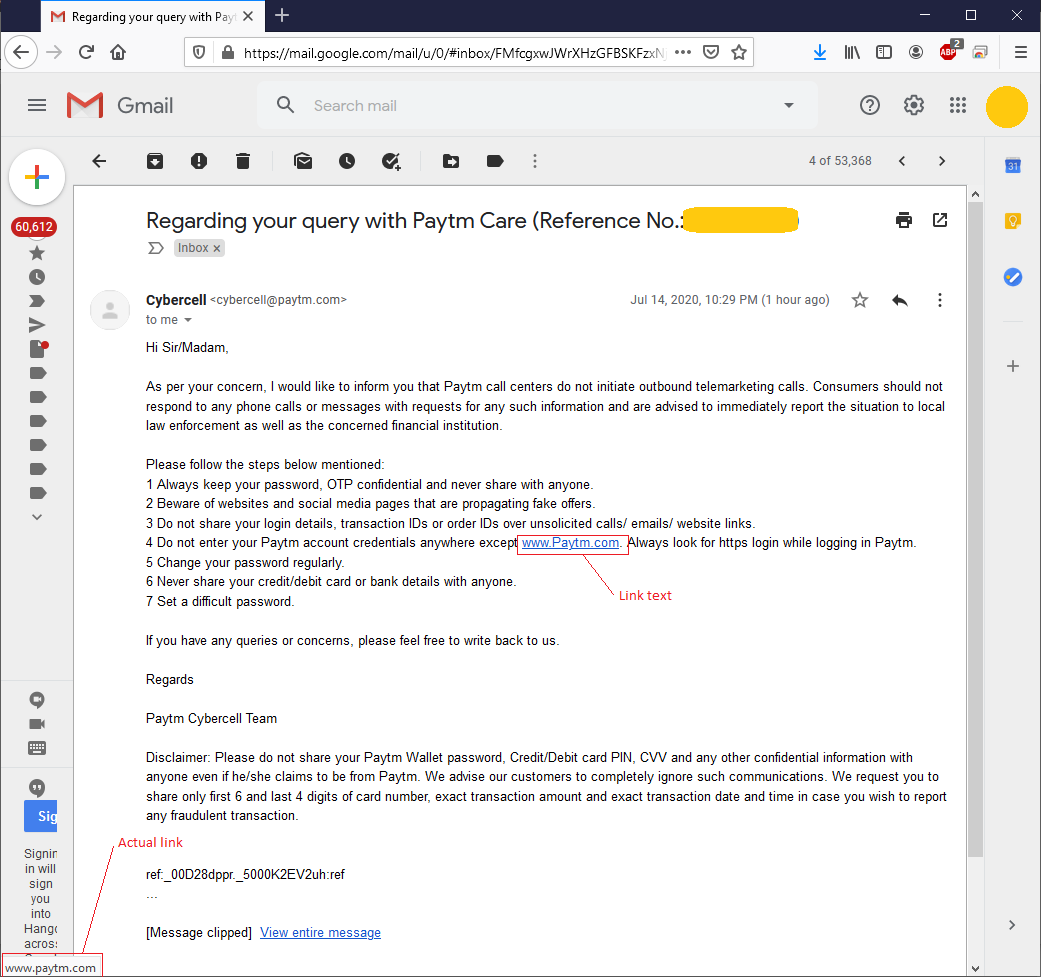 Regarding your query with Payt
https://mail.google.com/mail/u/0/#inbox/FMfcgxwJWrXHzGFBSKFzxN
ABP
2
Gmail
Search mail
4 of 53,368
31
60,612
Regarding your query with Paytm Care (Reference No.:
Inbox ×
Cybercell <cybercell@paytm.com>
Jul 14, 2020, 10:29 PM (1 hour ago)
to me
Hi Sir/Madam,
As per your concern, I would like to inform you that Paytm call centers do not initiate outbound telemarketing calls. Consumers should not
respond to any phone calls or messages with requests for any such information and are advised to immediately report the situation to local
law enforcement as well as the concerned financial institution.
Please follow the steps below mentioned:
1 Always keep your password, OTP confidential and never share with anyone.
2 Beware of websites and social media pages that are propagating fake offers.
3 Do not share your login details, transaction IDs or order IDs over unsolicited calls/ emails/ website links.
4 Do not enter your Paytm account credentials anywhere except www.Paytm.com. Always look for https login while logging in Paytm.
5 Change your password regularly.
6 Never share your credit/debit card or bank details with anyone.
Link text
7 Set a difficult password.
If you have any queries or concerns, please feel free to write back to us.
Regards
Paytm Cybercell Team
Disclaimer: Please do not share your Paytm Wallet password, Credit/Debit card PIN, CVV and any other confidential information with
anyone even if he/she claims to be from Paytm. We advise our customers to completely ignore such communications. We request you to
share only first 6 and last 4 digits of card number, exact transaction amount and exact transaction date and time in case you wish to report
any fraudulent transaction.
Actual link
ref:_00D28dppr._5000K2EV2uh:ref
...
[Message clipped] View entire message
Sig
Signin
in will
sign
you
into
Hango
across
www.paytm.com